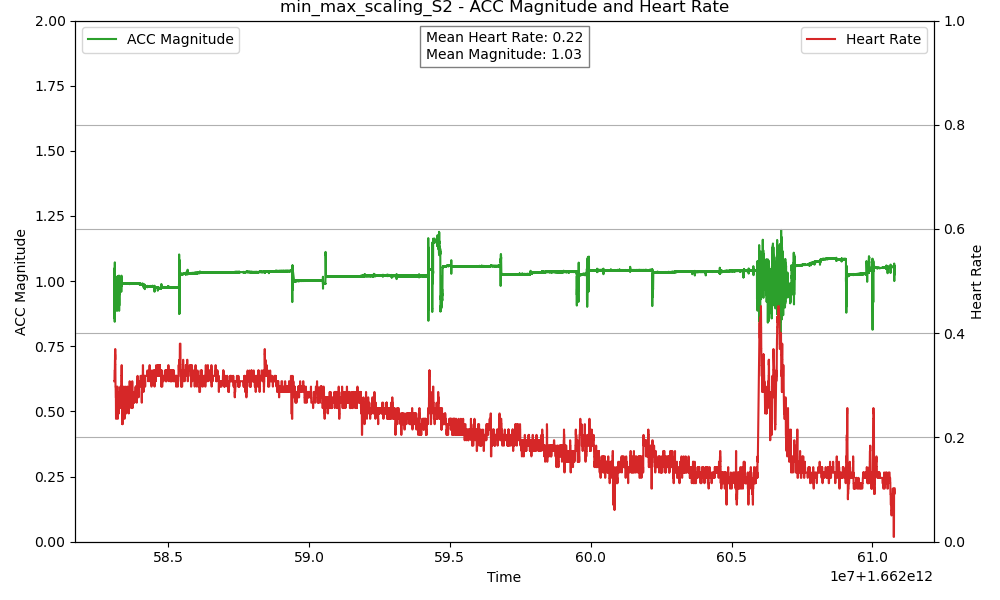 min_max_scaling_S2 - ACC Magnitude and Heart Rate
ACC Magnitude
Mean Heart Rate: 0.22
Mean Magnitude: 1.03
Heart Rate
2.00
1.75
1.50
1.25
1.00
0.75
0.50
0.25
0.00
ACC Magnitude
1.0
0.8
0.6
0.4
0.2
0.0
Heart Rate
58.5
59.0
59.5
60.0
60.5
61.0
Time
1e7+1.662e12